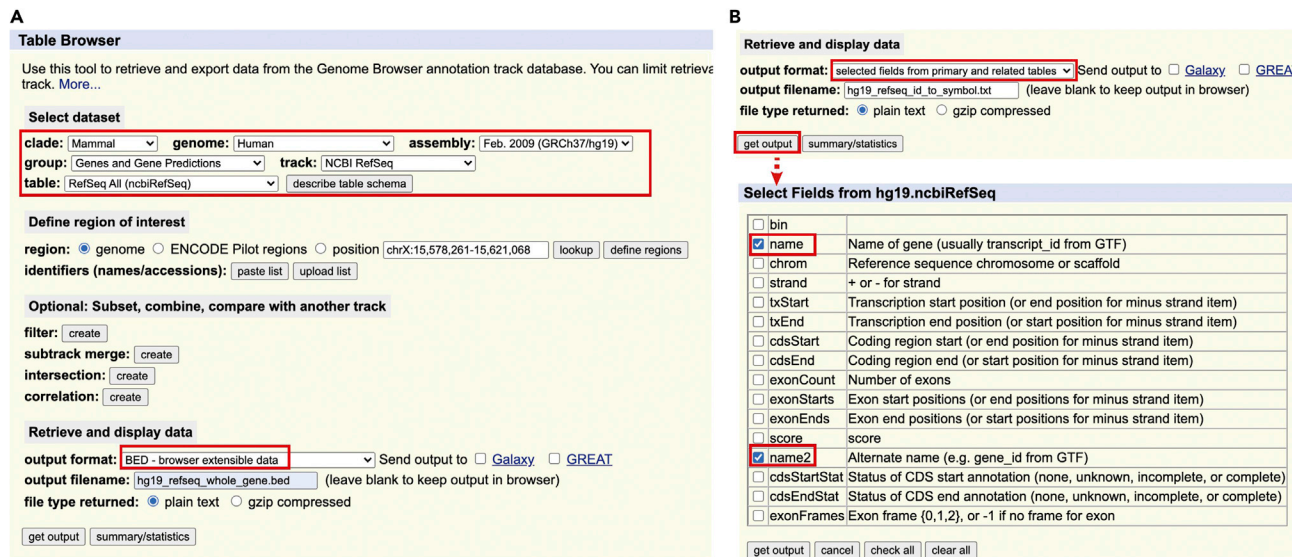 A
Table Browser
Use this tool to retrieve and export data from the Genome Browser annotation track database. You can limit retrieva
track. More...
Select dataset
clade: Mammal genome: Human assembly: Feb. 2009 (GRCh37/hg19)
group: Genes and Gene Predictions track: NCBI RefSeq
table: RefSeq All (ncbiRefSeq) describe table schema
Define region of interest
region: genome ENCODE Pilot regions position chrX:15,578,261-15,621,068 lookup define regions
identifiers (names/accessions): paste list upload list
Optional: Subset, combine, compare with another track
filter: create
subtrack merge: create
intersection: create
correlation: create
Retrieve and display data
output format: BED - browser extensible data Send output to Galaxy GREAT
output filename: hg19_refseq_whole_gene.bed (leave blank to keep output in browser)
file type returned: plain text gzip compressed
get output summary/statistics
B
Retrieve and display data
output format: selected fields from primary and related tables Send output to Galaxy GREA
output filename: hg19_refseq_id_to_symbol.txt (leave blank to keep output in browser)
file type returned: plain text gzip compressed
get output summary/statistics
Select Fields from hg19.ncbiRefSeq
bin
name Name of gene (usually transcript_id from GTF)
chrom Reference sequence chromosome or scaffold
strand + or - for strand
txStart Transcription start position (or end position for minus strand item)
txEnd Transcription end position (or start position for minus strand item)
cdsStart Coding region start (or end position for minus strand item)
cdsEnd Coding region end (or start position for minus strand item)
exonCount Number of exons
exonStarts Exon start positions (or end positions for minus strand item)
exonEnds Exon end positions (or start positions for minus strand item)
score score
name2 Alternate name (e.g. gene_id from GTF)
cdsStartStat Status of CDS start annotation (none, unknown, incomplete, or complete)
cdsEndStat Status of CDS end annotation (none, unknown, incomplete, or complete)
exonFrames Exon frame {0,1,2}, or -1 if no frame for exon
get output cancel check all clear all